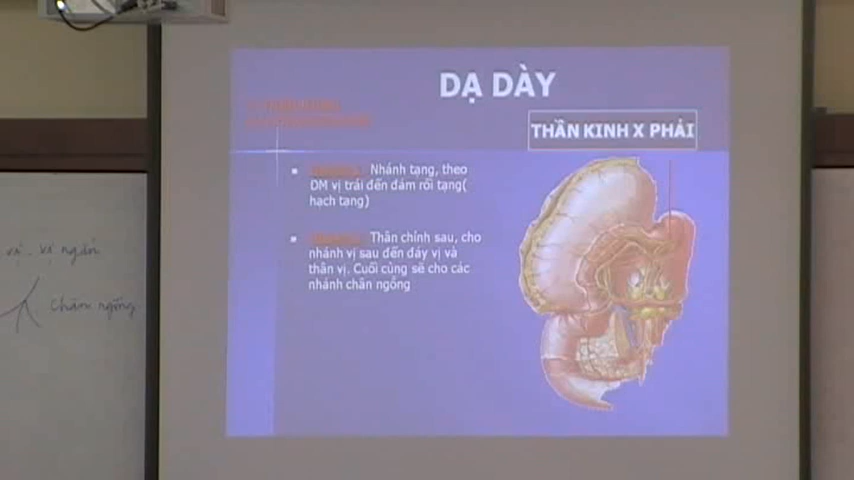 DẠ DÀY
THẦN KINH X PHẢI
Nhánh tạng, theo
ĐM vị trái đến đám rối tạng(
hạch tạng)
Thân chính sau, cho
nhánh vị sau đến đáy vị và
thân vị. Cuối cùng sẽ cho các
nhánh chân ngỗng
vị - vị ngắn
chân ngỗng